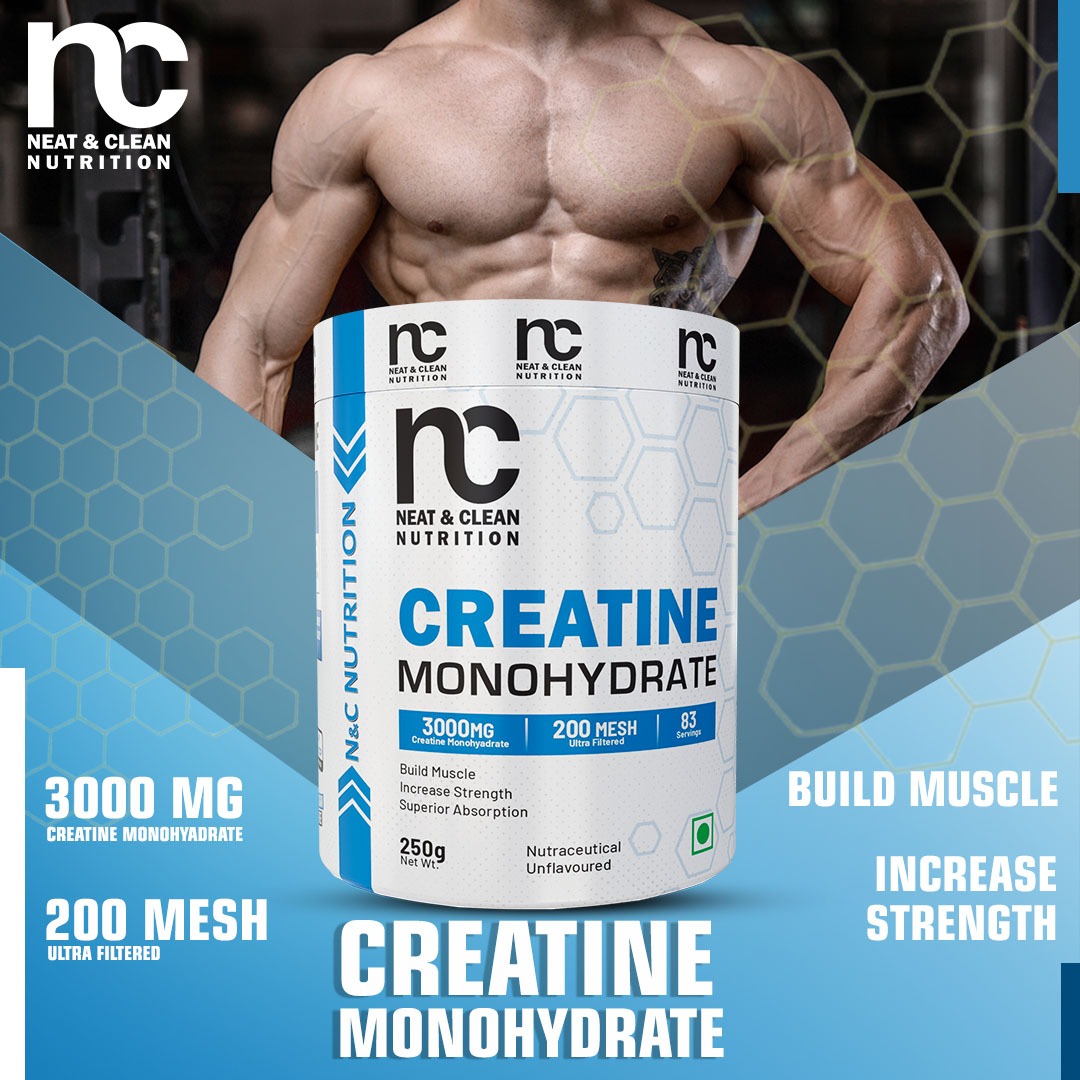 nc
NEAT & CLEAN
NUTRITION
nc
NEAT & CLEAN
NUTRITION
nc
NEAT & CLEAN
NUTRITION
nc
NEAT & CLEAN
NUTRITION
nc
NEAT & CLEAN
NUTRITION
N&C NUTRITION
CREATINE
MONOHYDRATE
3000MG
Creatine Monohyadrate
200 MESH
Ultra Filtered
83
Servings
Build Muscle
Increase Strength
Superior Absorption
250g
Net Wt.
Nutraceutical
Unflavoured
3000 MG
CREATINE MONOHYADRATE
200 MESH
ULTRA FILTERED
BUILD MUSCLE
INCREASE
STRENGTH
CREATINE
MONOHYDRATE